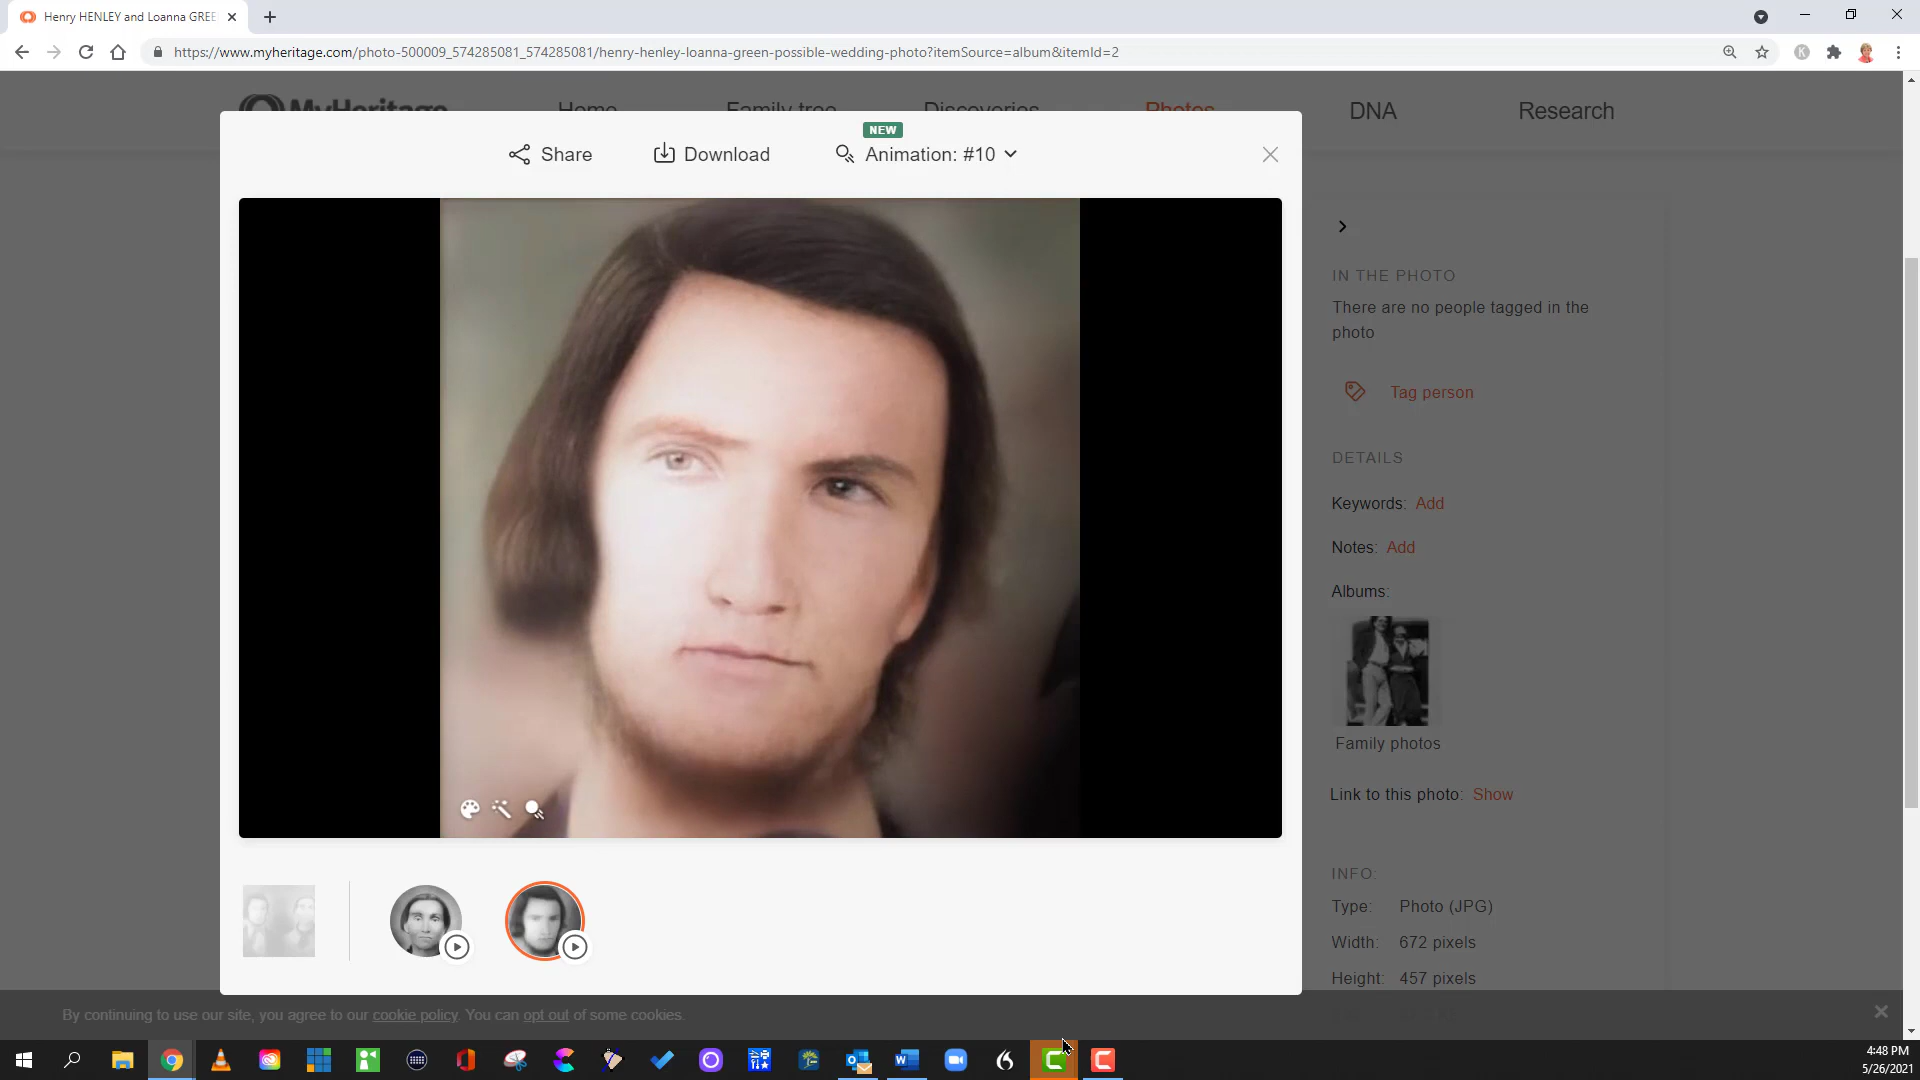 Henry HENLEY and Loanna GREE
https://www.myheritage.com/photo-500009_574285081_574285081/henry-henley-loanna-green-possible-wedding-photo?itemSource=album&itemId=2
MyHeritage
Home
Family tree
Discoveries
Photos
DNA
Research
NEW
Share
Download
Animation: #10
IN THE PHOTO
There are no people tagged in the
photo
Tag person
DETAILS
Keywords: Add
Notes: Add
Albums:
Family photos
Link to this photo: Show
INFO:
Type: Photo (JPG)
Width: 672 pixels
Height: 457 pixels
By continuing to use our site, you agree to our cookie policy. You can opt out of some cookies.
4:48 PM
5/26/2021